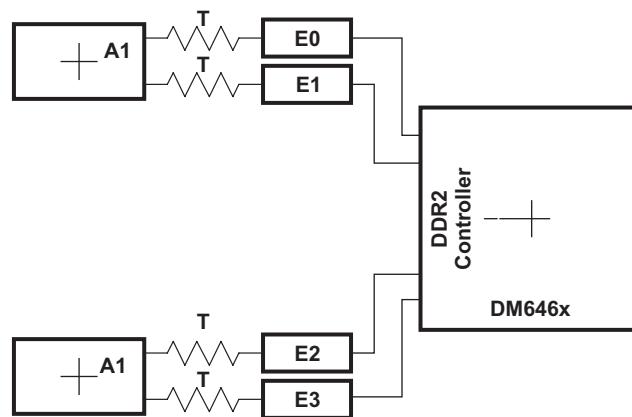 T
A1
E0
T
E1
DDR2
Controller
DM646x
T
A1
E2
T
E3